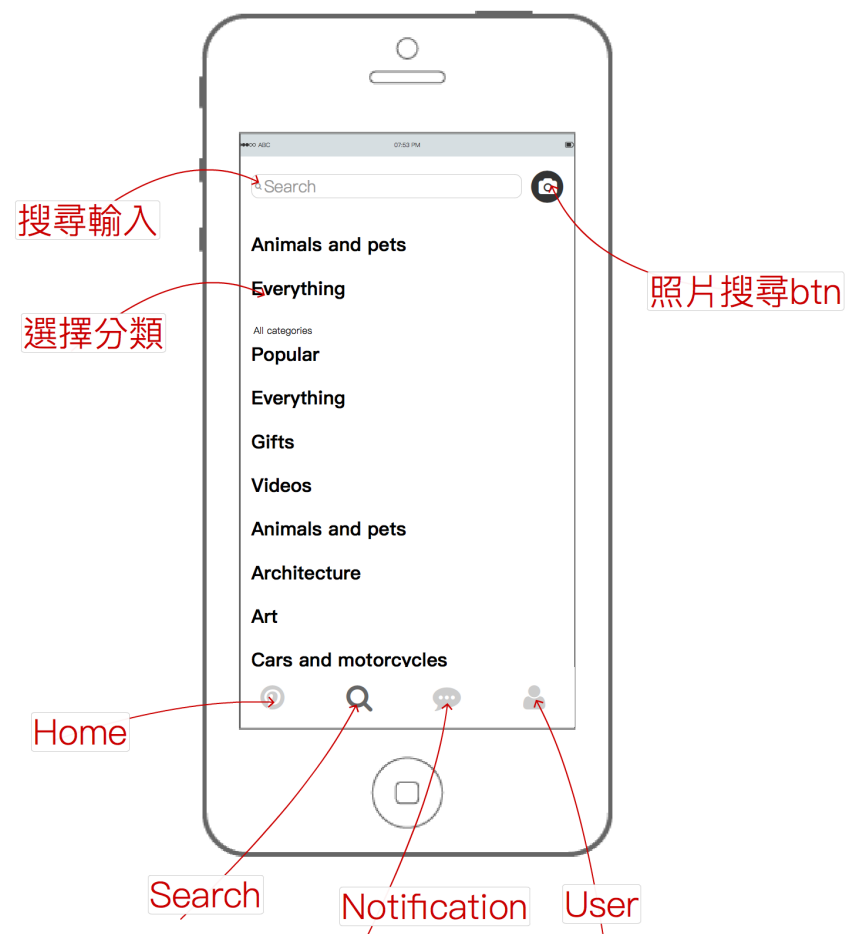 ABC 07:53 PM
Search
搜尋輸入
照片搜尋btn
Animals and pets
Everything
選擇分類
All categories
Popular
Everything
Gifts
Videos
Animals and pets
Architecture
Art
Cars and motorcycles
Home
Search
Notification
User